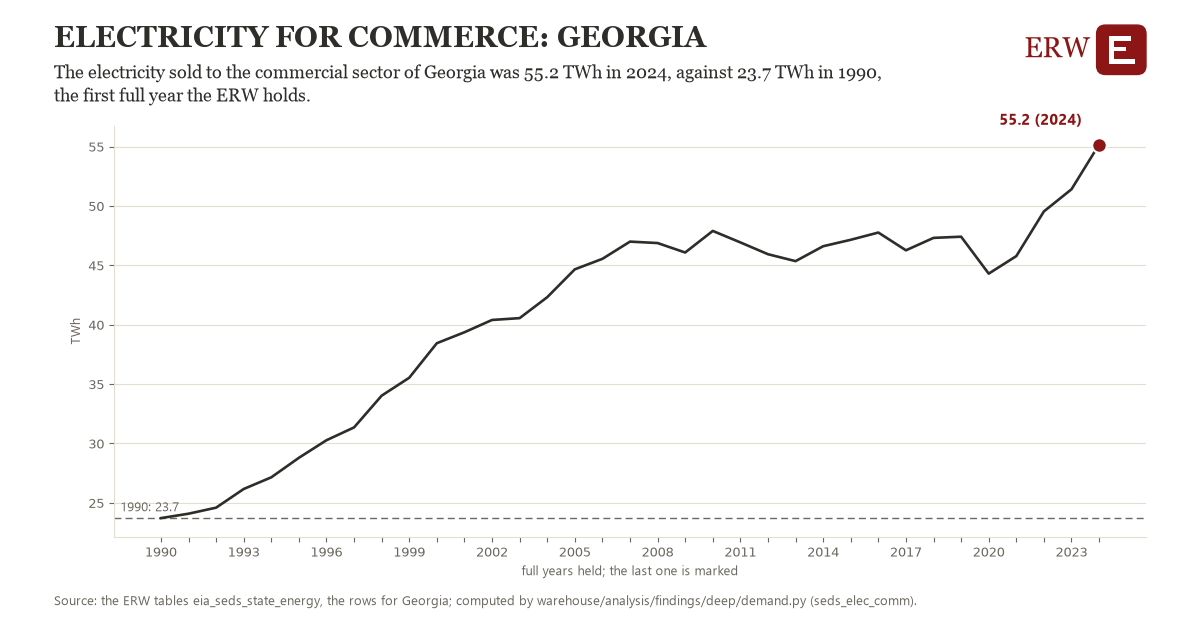 ELECTRICITY FOR COMMERCE: GEORGIA
ERW E
The electricity sold to the commercial sector of Georgia was 55.2 TWh in 2024, against 23.7 TWh in 1990,
the first full year the ERW holds.
55.2 (2024)
55
50
45
40
35
30
25
TWh
1990: 23.7
1990 1993 1996 1999 2002 2005 2008 2011 2014 2017 2020 2023
full years held; the last one is marked
Source: the ERW tables eia_seds_state_energy, the rows for Georgia; computed by warehouse/analysis/findings/deep/demand.py (seds_elec_comm).